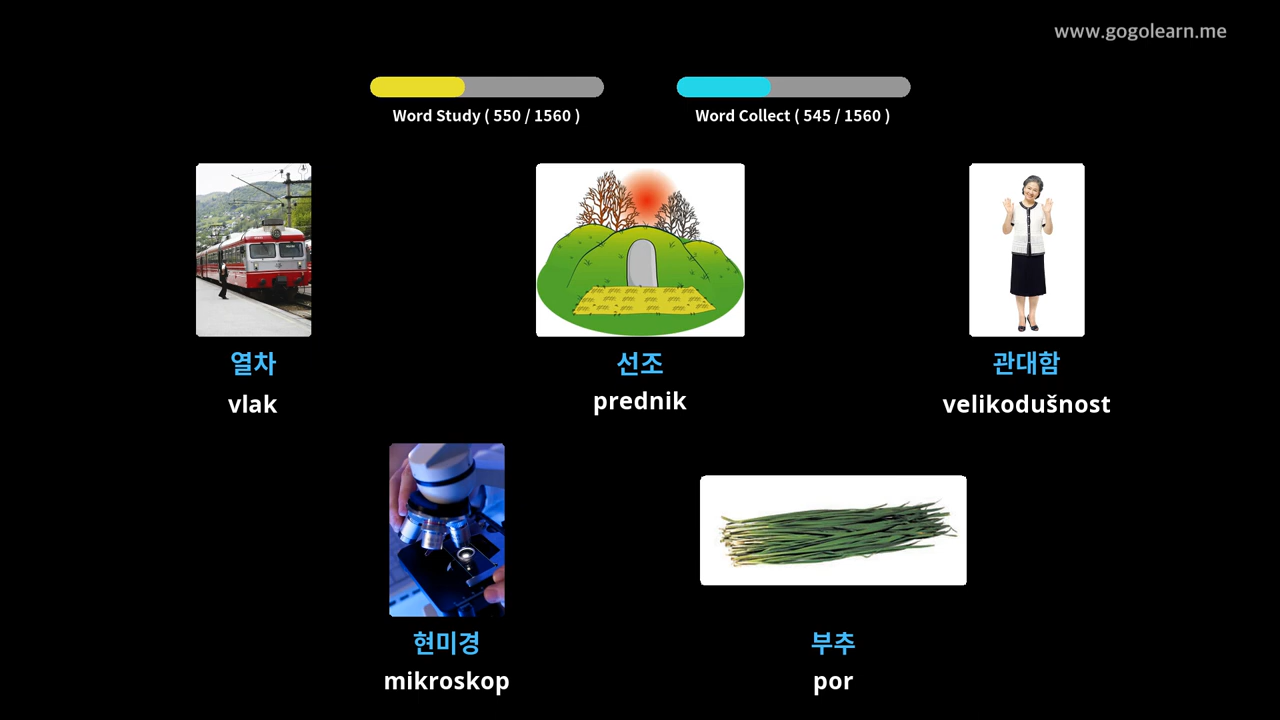 www.gogolearn.me
Word Study ( 550 / 1560 )
Word Collect ( 545 / 1560 )
열차
vlak
선조
prednik
관대함
velikodušnost
현미경
mikroskop
부추
por